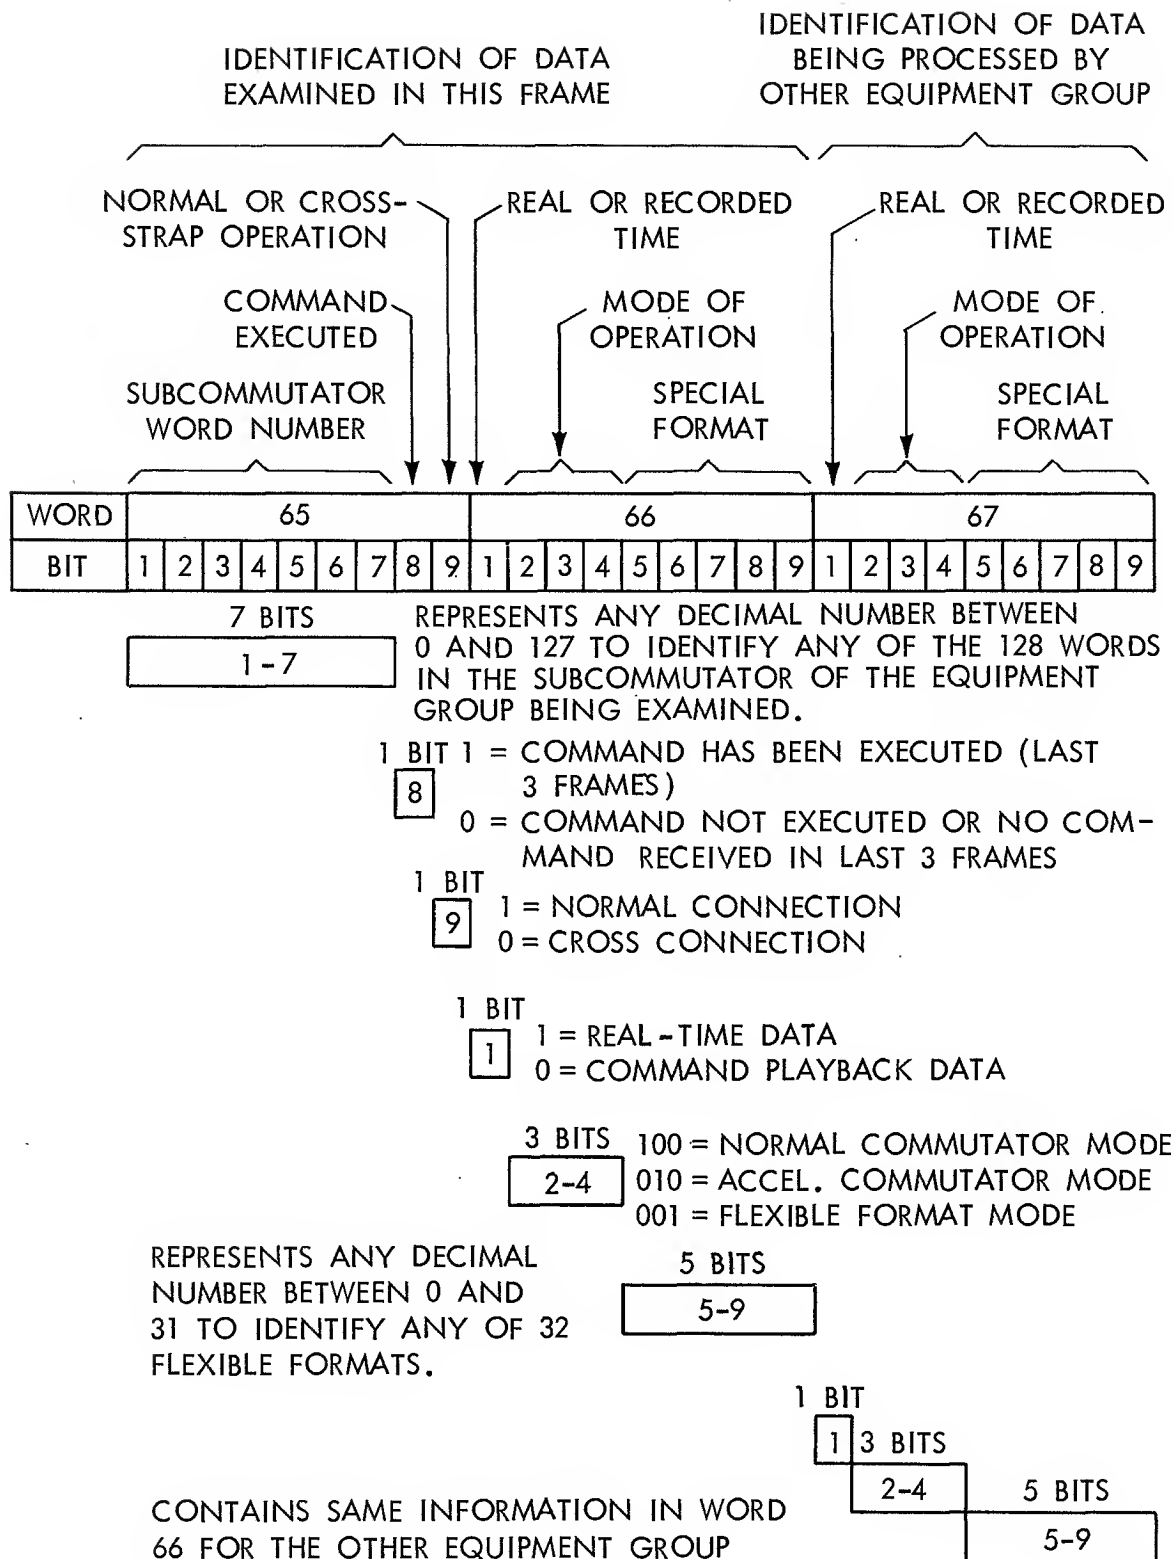 IDENTIFICATION OF DATA
EXAMINED IN THIS FRAME
IDENTIFICATION OF DATA
BEING PROCESSED BY
OTHER EQUIPMENT GROUP
NORMAL OR CROSS-
STRAP OPERATION
REAL OR RECORDED
TIME
REAL OR RECORDED
TIME
COMMAND
EXECUTED
MODE OF
OPERATION
MODE OF
OPERATION
SUBCOMMUTATOR
WORD NUMBER
SPECIAL
FORMAT
SPECIAL
FORMAT
WORD 65 66 67
BIT 1 2 3 4 5 6 7 8 9 1 2 3 4 5 6 7 8 9 1 2 3 4 5 6 7 8 9
7 BITS
1-7
REPRESENTS ANY DECIMAL NUMBER BETWEEN
0 AND 127 TO IDENTIFY ANY OF THE 128 WORDS
IN THE SUBCOMMUTATOR OF THE EQUIPMENT
GROUP BEING EXAMINED.
1 BIT
8
1 = COMMAND HAS BEEN EXECUTED (LAST
3 FRAMES)
0 = COMMAND NOT EXECUTED OR NO COM-
MAND RECEIVED IN LAST 3 FRAMES
1 BIT
9
1 = NORMAL CONNECTION
0 = CROSS CONNECTION
1 BIT
1
1 = REAL-TIME DATA
0 = COMMAND PLAYBACK DATA
3 BITS
2-4
100 = NORMAL COMMUTATOR MODE
010 = ACCEL. COMMUTATOR MODE
001 = FLEXIBLE FORMAT MODE
REPRESENTS ANY DECIMAL
NUMBER BETWEEN 0 AND
31 TO IDENTIFY ANY OF 32
FLEXIBLE FORMATS.
5 BITS
5-9
1 BIT
1
3 BITS
2-4
5 BITS
5-9
CONTAINS SAME INFORMATION IN WORD
66 FOR THE OTHER EQUIPMENT GROUP